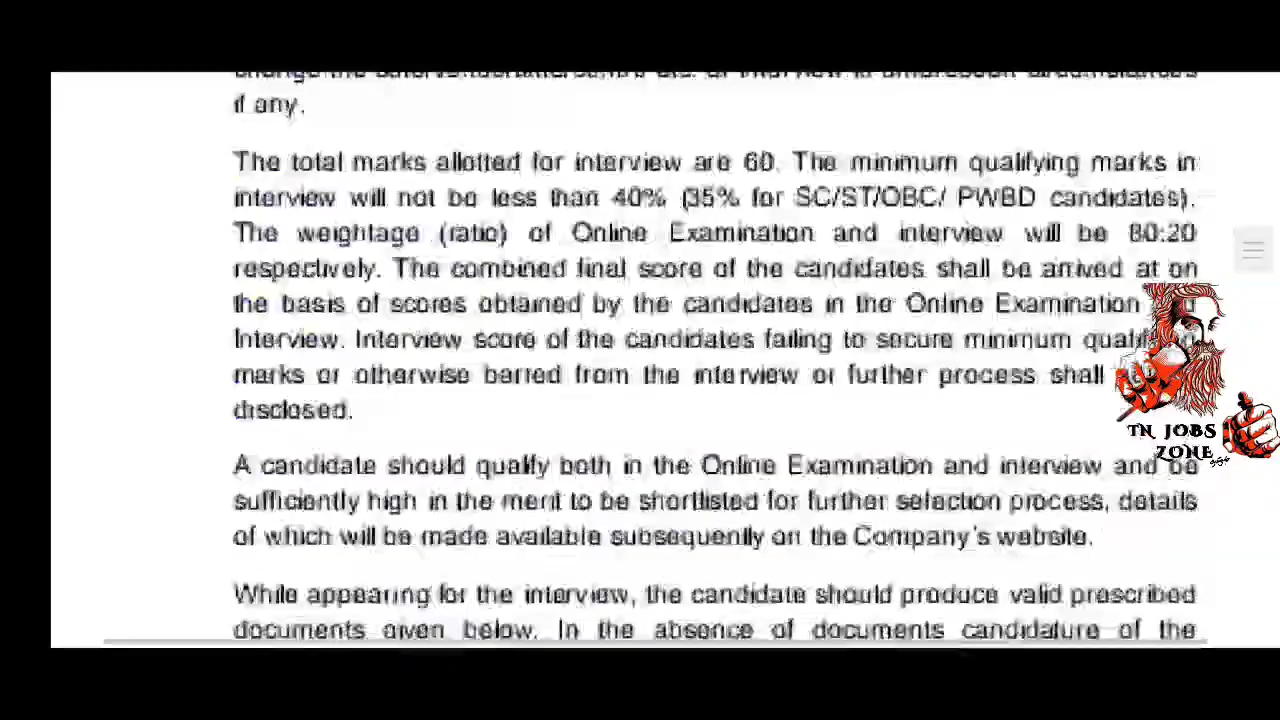 if any.
The total marks allotted for interview are 60. The minimum qualifying marks in
interview will not be less than 40% (35% for SC/ST/OBC/ PWBD candidates).
The weightage (ratio) of Online Examination and interview will be 80:20
respectively. The combined final score of the candidates shall be arrived at on
the basis of scores obtained by the candidates in the Online Examination
Interview. Interview score of the candidates failing to secure minimum
marks or otherwise barred from the interview or further process shall
disclosed.
A candidate should qualify both in the Online Examination and interview and be
sufficiently high in the merit to be shortlisted for further selection process, details
of which will be made available subsequently on the Company's website.
While appearing for the interview, the candidate should produce valid prescribed
documents given below. In the absence of documents candidature of the
TN JOBS
ZONE